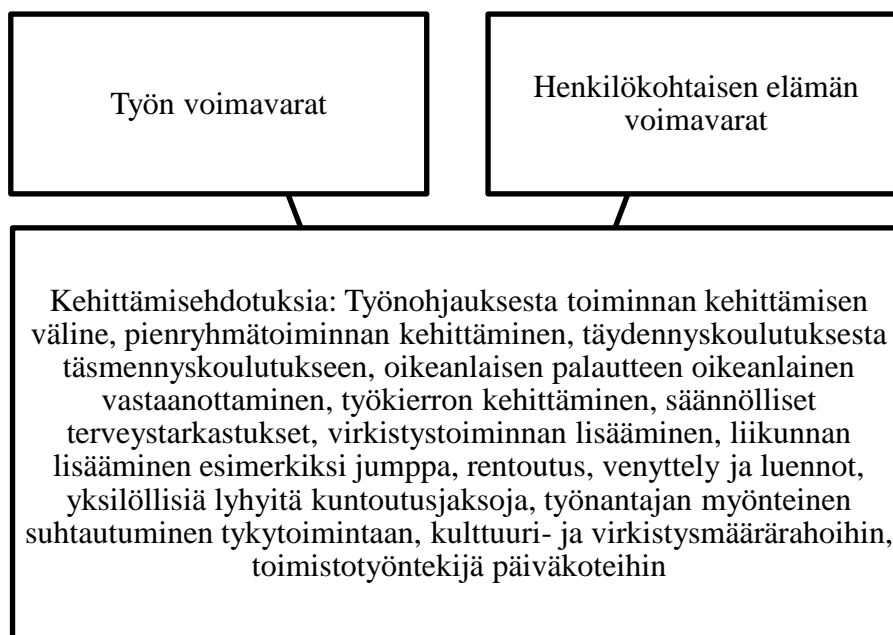 Työn voimavarat
Henkilökohtaisen elämän
voimavarat
Kehittämisehdotuksia: Työnohjauksesta toiminnan kehittämisen
väline, pienryhmätoiminnan kehittäminen, täydennyskoulutuksesta
täsmennyskoulutukseen, oikeanlaisen palautteen oikeanlainen
vastaanottaminen, työkierron kehittäminen, säännölliset
terveystarkastukset, virkistystoiminnan lisääminen, liikunnan
lisääminen esimerkiksi jumppa, rentoutus, venyttely ja luennot,
yksilöllisiä lyhyitä kuntoutusjaksoja, työnantajan myönteinen
suhtautuminen tykytoimintaan, kulttuuri- ja virkistysmäärärahoihin,
toimistotyöntekijä päiväkoteihin